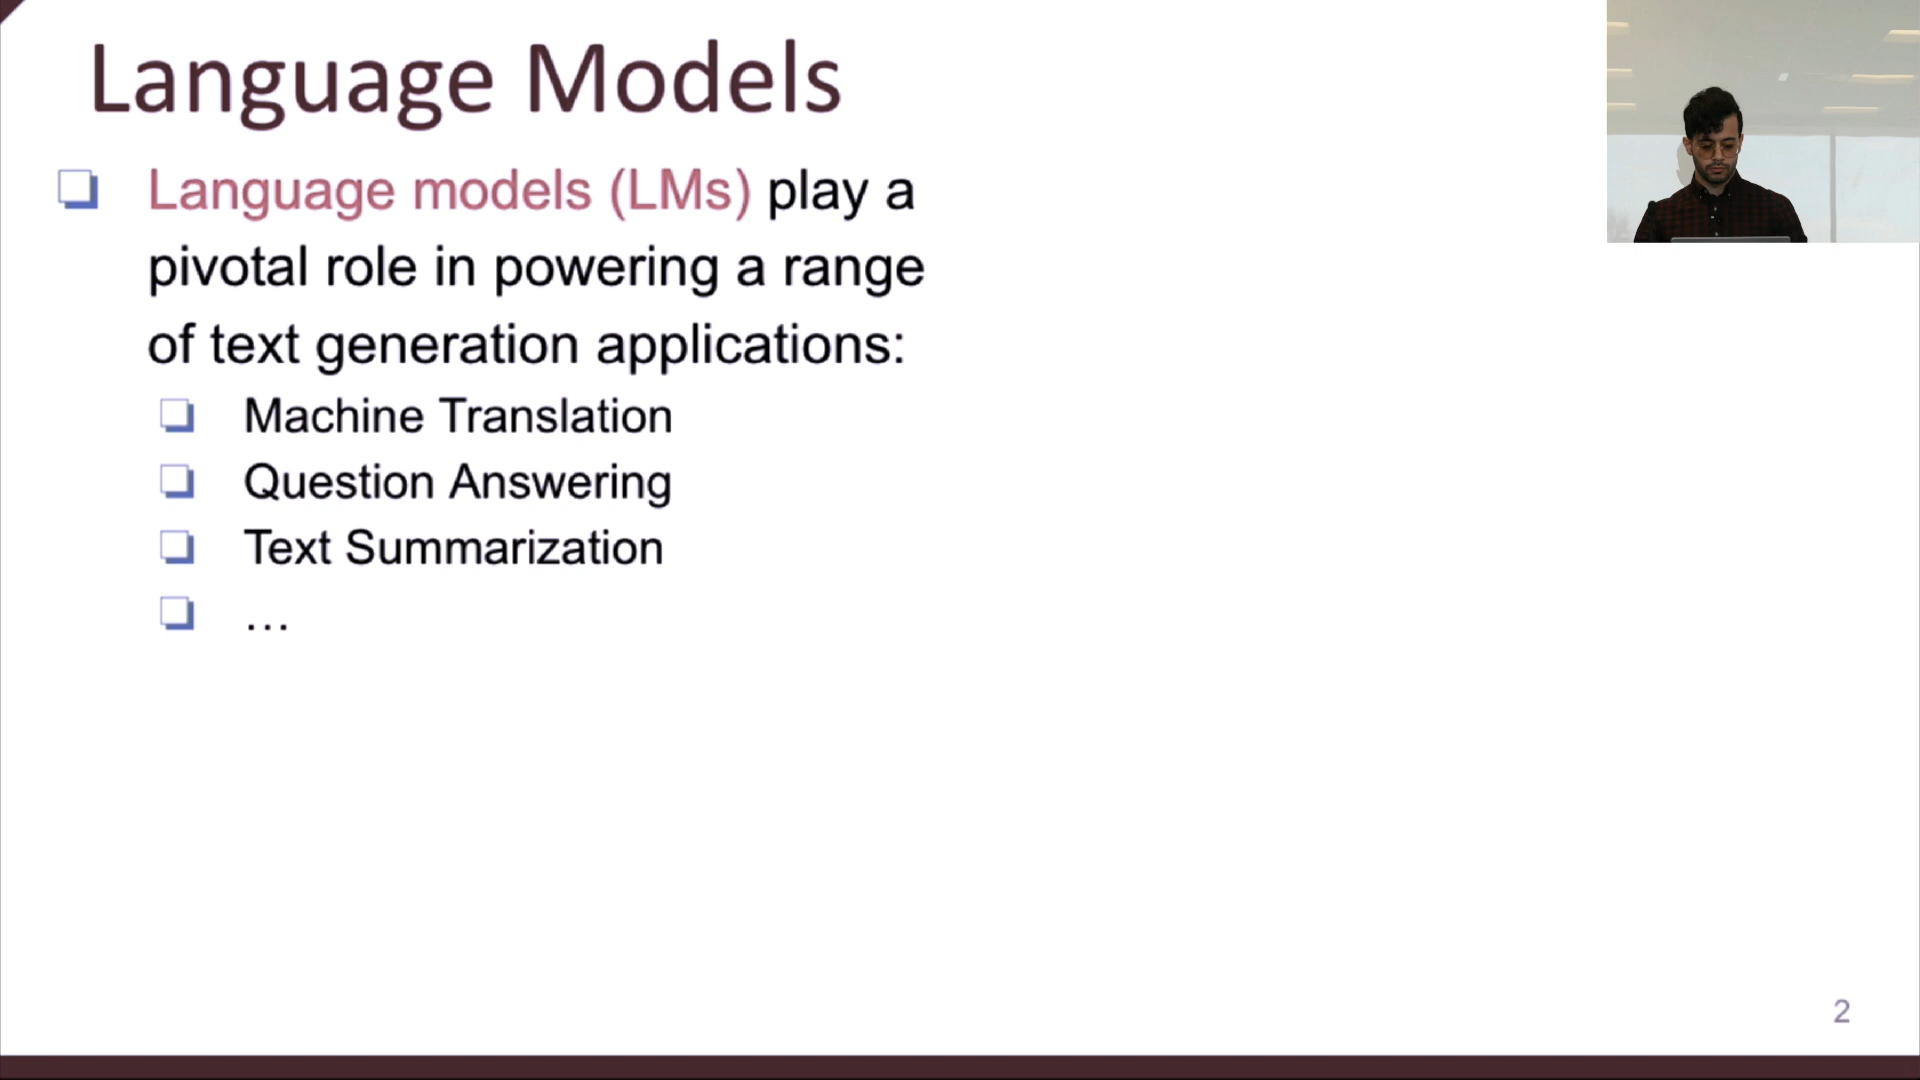 Language Models
Language models (LMs) play a
pivotal role in powering a range
of text generation applications:
Machine Translation
Question Answering
Text Summarization
…
2